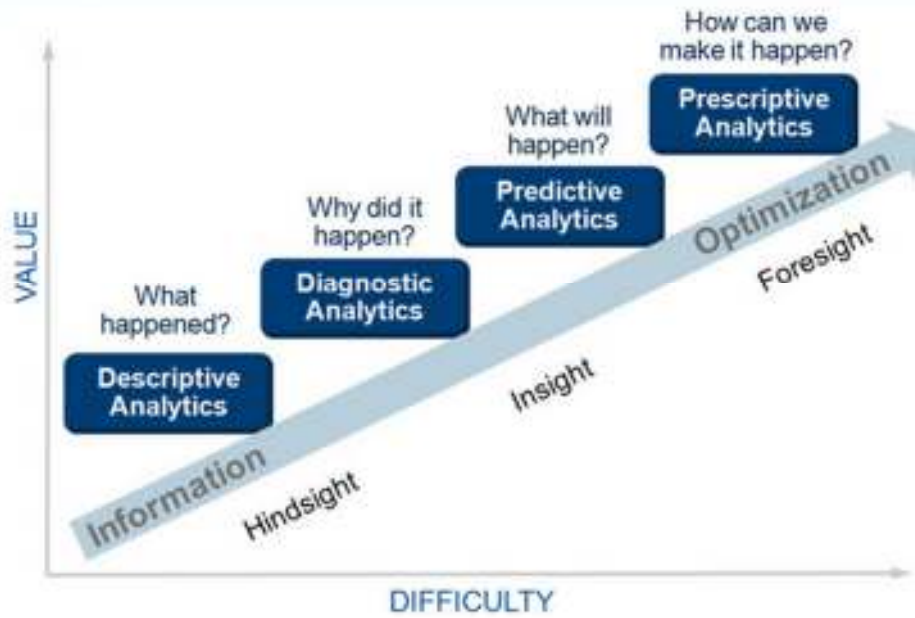 How can we
make it happen?
Prescriptive
Analytics
What will
happen?
Predictive
Analytics
Why did it
happen?
Diagnostic
Analytics
What
happened?
Descriptive
Analytics
VALUE
Information
Optimization
Hindsight
Insight
Foresight
DIFFICULTY